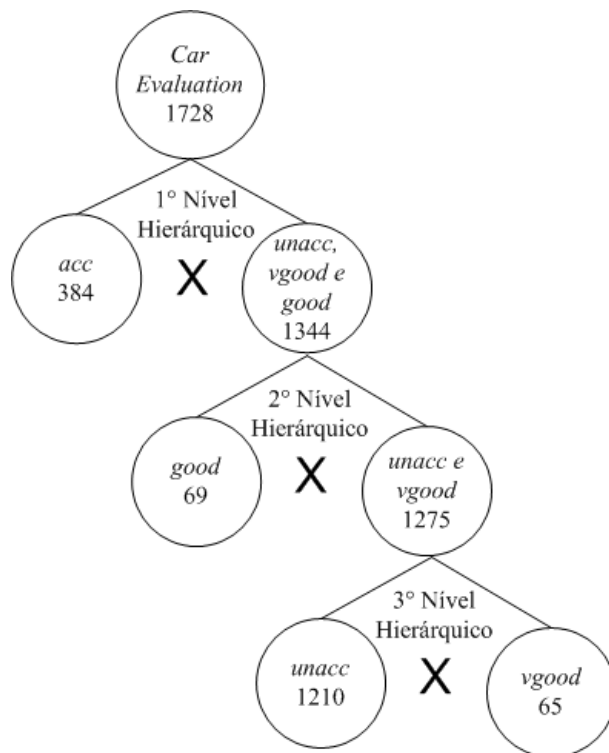 Car
Evaluation
1728
1° Nível
Hierárquico
acc
384
X
unacc,
vgood e
good
1344
2° Nível
Hierárquico
good
69
X
unacc e
vgood
1275
3° Nível
Hierárquico
unacc
1210
X
vgood
65